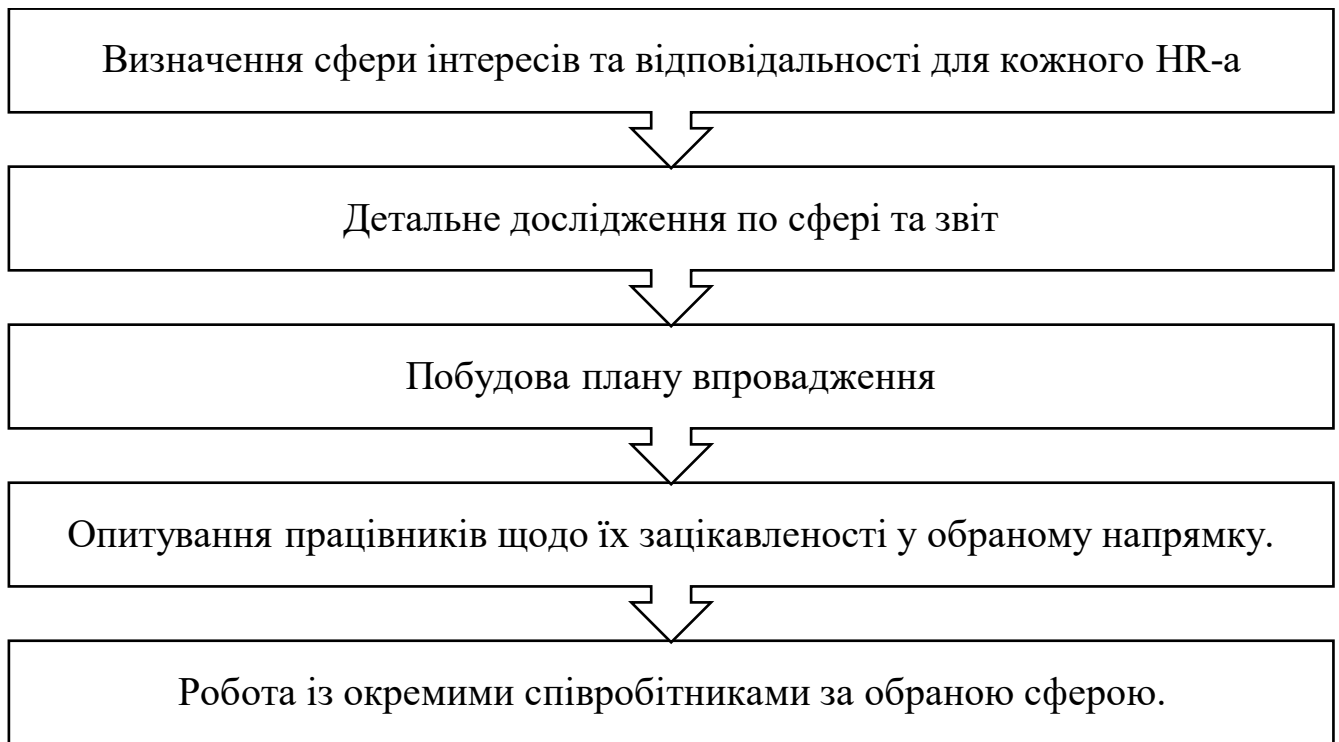 Визначення сфери інтересів та відповідальності для кожного HR-а
Детальне дослідження по сфері та звіт
Побудова плану впровадження
Опитування працівників щодо їх зацікавленості у обраному напрямку.
Робота із окремими співробітниками за обраною сферою.